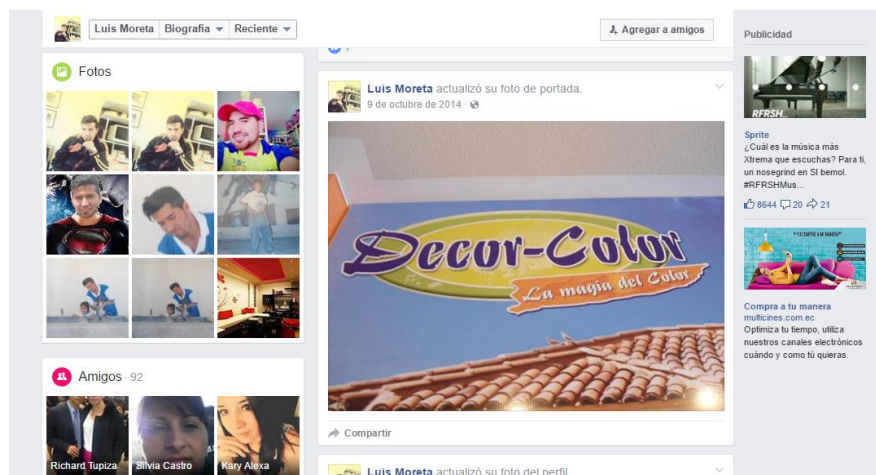 Luis Moreta
Biografía
Reciente
Agregar a amigos
Fotos
Amigos · 92
Richard Tupiza
Silvia Castro
Kary Alexa
Luis Moreta actualizó su foto de portada.
9 de octubre de 2014 ·
Decor-Color
La magia del Color
Compartir
Luis Moreta actualizó su foto del perfil.
Publicidad
RFRSH
Sprite
¿Cuál es la música más
Xtrema que escuchas? Para ti,
un nosegrind en SI bemol.
#RFRSHMus...
8644 20 21
Compra a tu manera
multicines.com.ec
Optimiza tu tiempo, utiliza
nuestros canales electrónicos
cuándo y como tú quieras.